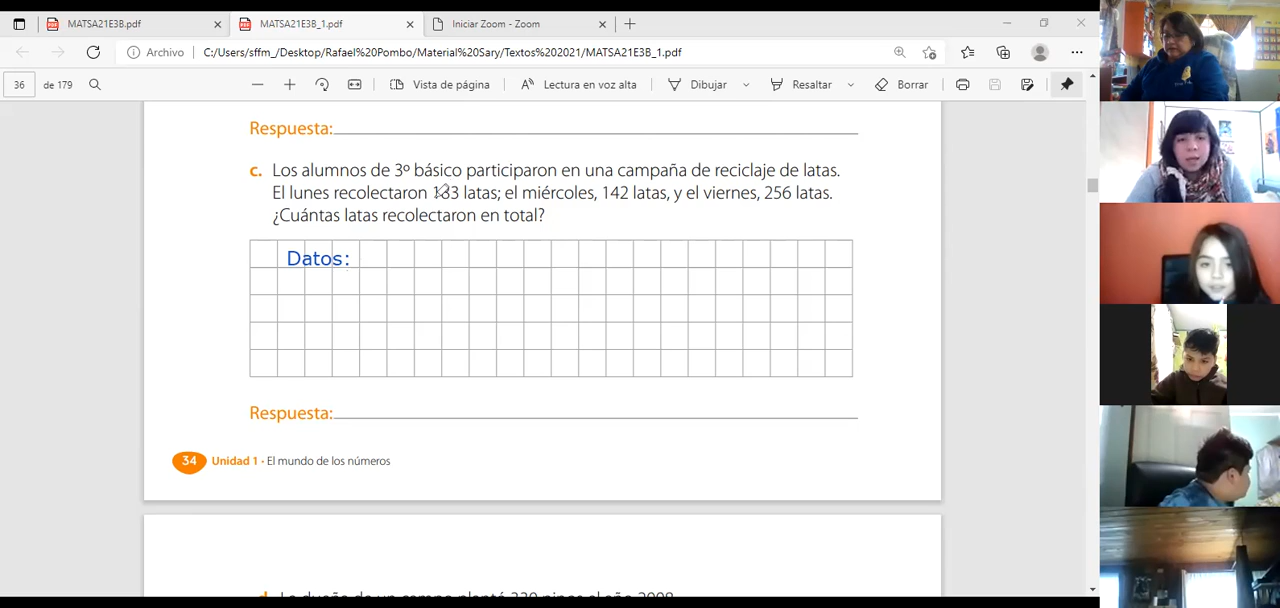 MATSA21E3B.pdf
MATSA21E3B_1.pdf
Iniciar Zoom - Zoom
Archivo
C:/Users/sffm_/Desktop/Rafael%20Pombo/Material%20Sary/Textos%202021/MATSA21E3B_1.pdf
36 de 179
Vista de página
Lectura en voz alta
Dibujar
Resaltar
Borrar
Respuesta:
c. Los alumnos de 3º básico participaron en una campaña de reciclaje de latas.
El lunes recolectaron 133 latas; el miércoles, 142 latas, y el viernes, 256 latas.
¿Cuántas latas recolectaron en total?
Datos:
Respuesta:
34 Unidad 1 • El mundo de los números